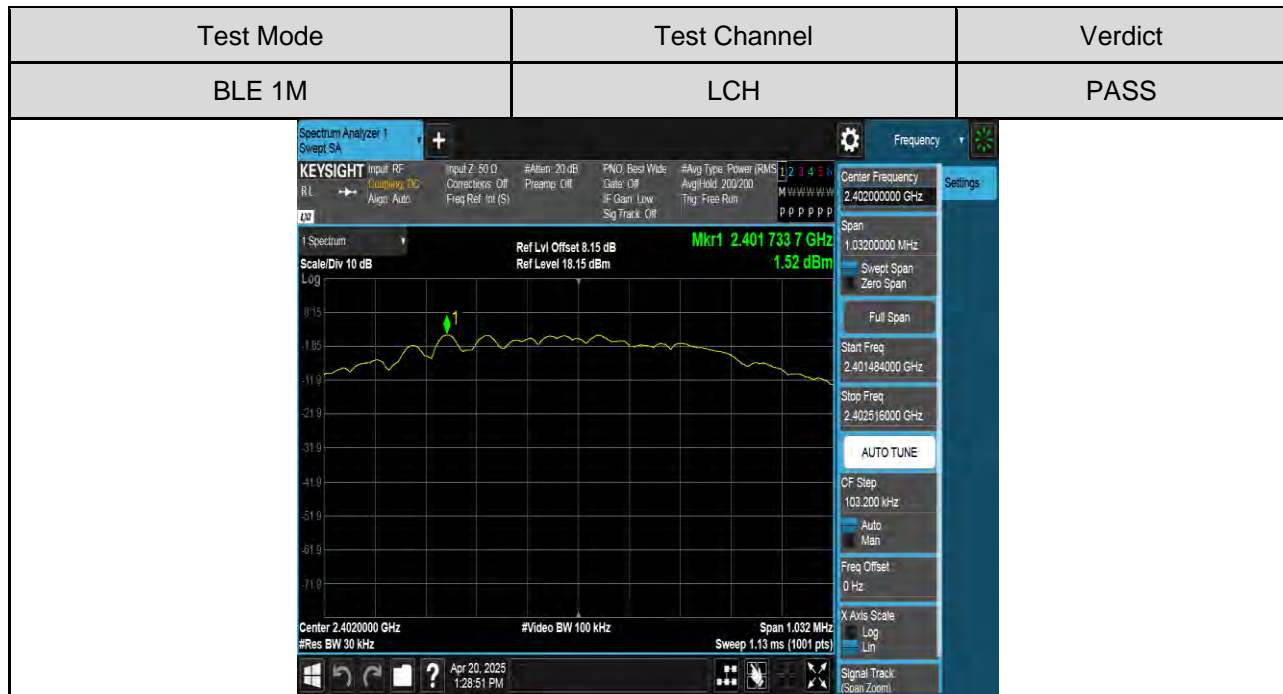 Test Mode Test Channel Verdict
BLE 1M LCH PASS
Spectrum Analyzer 1
Swept SA
+
Frequency
KEYSIGHT Input: RF Input Z: 50 Ω #Atten: 20 dB PNO: Best Wide #Avg Type: Power (RMS 1 2 3 4 5 6
RL Coupling: DC Corrections: Off Preamp: Off Gate: Off Avg|Hold: 200/200 M W W W W W
Align: Auto Freq Ref: Int (S) IF Gain: Low Trig: Free Run
LXI Sig Track: Off P P P P P P
Settings
1 Spectrum
Scale/Div 10 dB
Ref Lvl Offset 8.15 dB
Ref Level 18.15 dBm
Mkr1 2.401 733 7 GHz
1.52 dBm
Log
8.15
1
-1.85
-11.9
-21.9
-31.9
-41.9
-51.9
-61.9
-71.9
Center 2.4020000 GHz #Video BW 100 kHz Span 1.032 MHz
#Res BW 30 kHz Sweep 1.13 ms (1001 pts)
Center Frequency
2.402000000 GHz
Span
1.03200000 MHz
Swept Span
Zero Span
Full Span
Start Freq
2.401484000 GHz
Stop Freq
2.402516000 GHz
AUTO TUNE
CF Step
103.200 kHz
Auto
Man
Freq Offset
0 Hz
X Axis Scale
Log
Lin
Signal Track
(Span Zoom)
?
Apr 20, 2025
1:28:51 PM